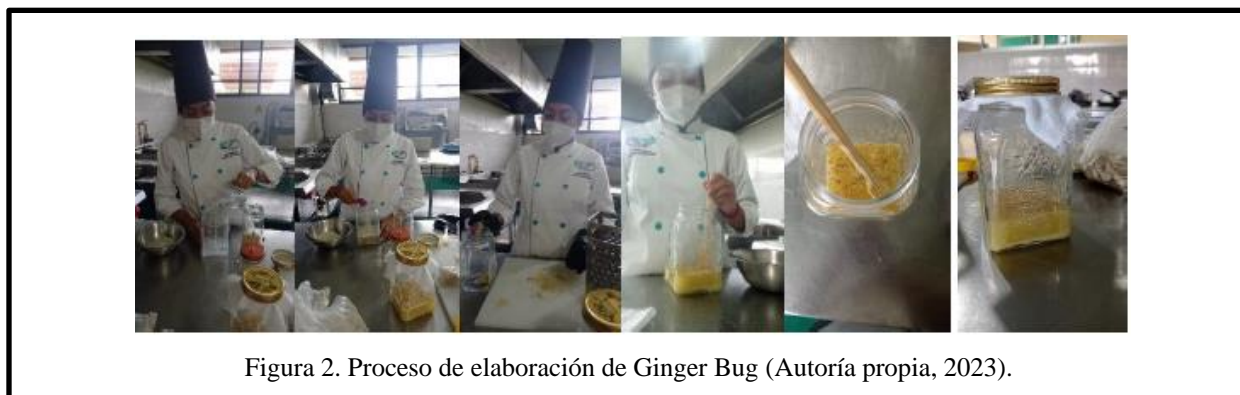 Figura 2. Proceso de elaboración de Ginger Bug (Autoría propia, 2023).